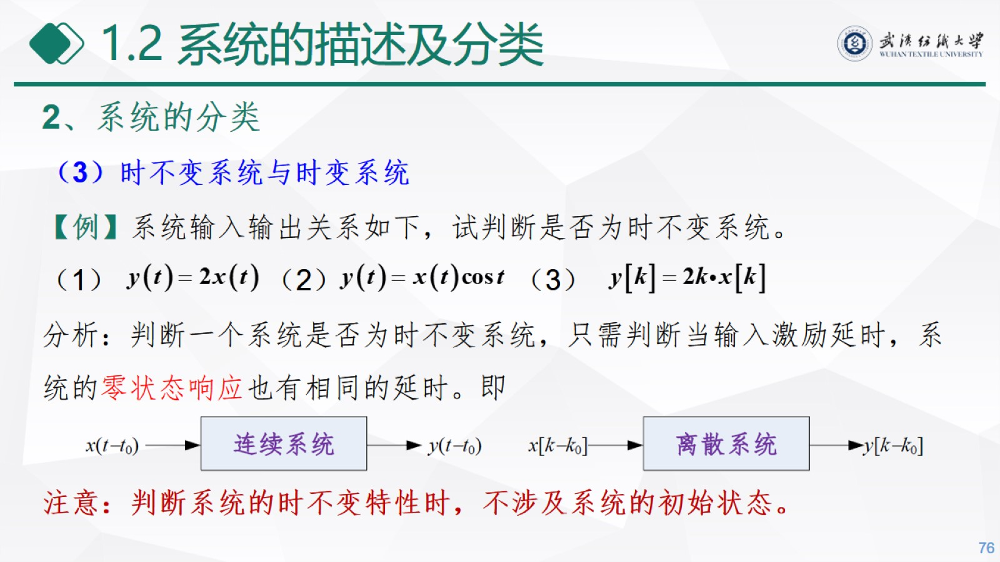 1.2 系统的描述及分类
武汉纺织大学
WUHAN TEXTILE UNIVERSITY
2、系统的分类
（3）时不变系统与时变系统
【例】系统输入输出关系如下，试判断是否为时不变系统。
（1） y(t)=2x(t) （2）y(t)= x(t)cost （3） y[k]=2k•x[k]
分析：判断一个系统是否为时不变系统，只需判断当输入激励延时，系
统的零状态响应也有相同的延时。即
x(t–t₀) 连续系统 y(t–t₀) x[k–k₀] 离散系统 y[k–k₀]
注意：判断系统的时不变特性时，不涉及系统的初始状态。
76